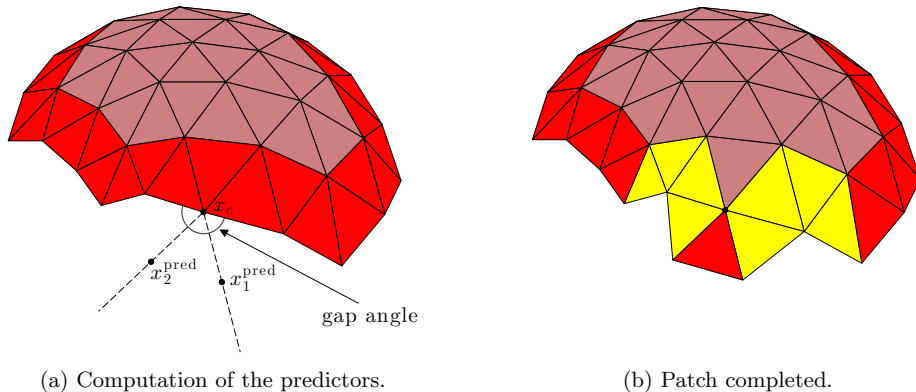 x_c
x_2^pred
x_1^pred
gap angle
(a) Computation of the predictors.
(b) Patch completed.